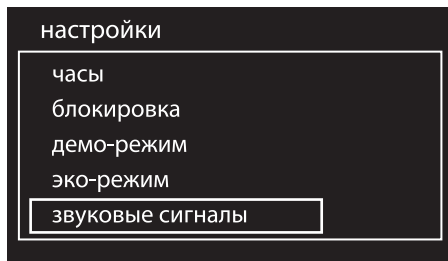 настройки
часы
блокировка
демо-режим
эко-режим
звуковые сигналы